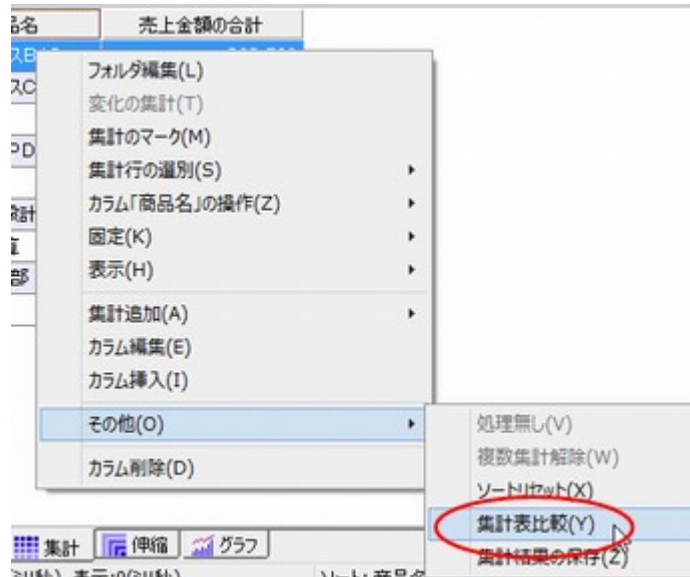 品名
売上金額の合計
フォルダ編集(L)
変化の集計(T)
集計のマーク(M)
集計行の選別(S)
カラム「商品名」の操作(Z)
固定(K)
表示(H)
集計追加(A)
カラム編集(E)
カラム挿入(I)
その他(O)
カラム削除(D)
処理無し(V)
複数集計解除(W)
ソートリセット(X)
集計表比較(Y)
集計結果の保存(Z)
集計
伸縮
グラフ